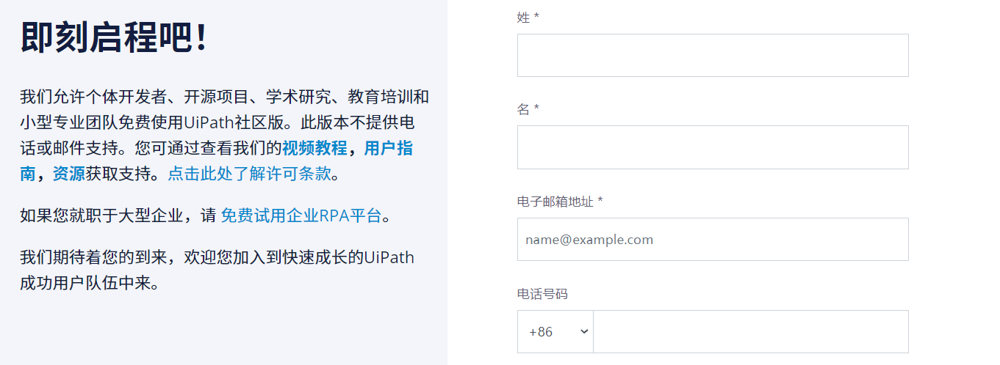 即刻启程吧！
我们允许个体开发者、开源项目、学术研究、教育培训和
小型专业团队免费使用UiPath社区版。此版本不提供电
话或邮件支持。您可通过查看我们的视频教程，用户指
南，资源获取支持。点击此处了解许可条款。
如果您就职于大型企业，请 免费试用企业RPA平台。
我们期待着您的到来，欢迎您加入到快速成长的UiPath
成功用户队伍中来。
姓 *
名 *
电子邮箱地址 *
name@example.com
电话号码
+86